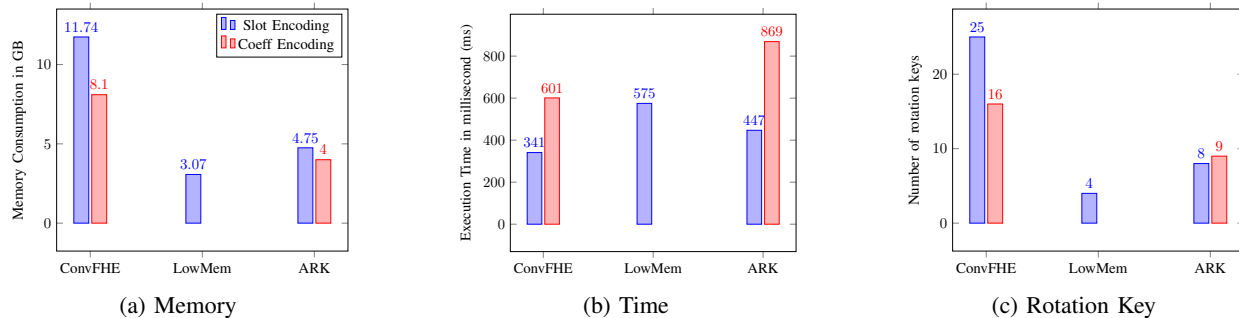 Memory Consumption in GB
10
5
0
11.74
8.1
3.07
4.75
4
Slot Encoding
Coeff Encoding
ConvFHE
LowMem
ARK
(a) Memory
Execution Time in millisecond (ms)
800
600
400
200
0
341
601
575
447
869
ConvFHE
LowMem
ARK
(b) Time
Number of rotation keys
20
10
0
25
16
4
8
9
ConvFHE
LowMem
ARK
(c) Rotation Key